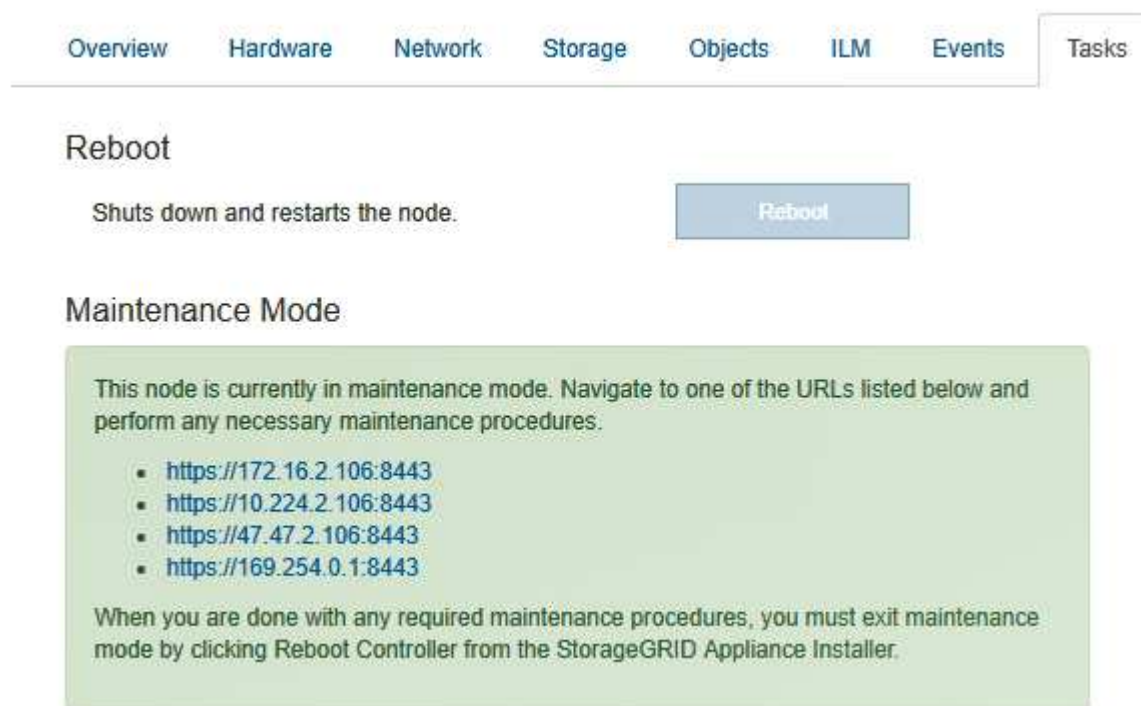 Overview Hardware Network Storage Objects ILM Events Tasks
Reboot
Shuts down and restarts the node. Reboot
Maintenance Mode
This node is currently in maintenance mode. Navigate to one of the URLs listed below and
perform any necessary maintenance procedures.
https://172.16.2.106:8443
https://10.224.2.106:8443
https://47.47.2.106:8443
https://169.254.0.1:8443
When you are done with any required maintenance procedures, you must exit maintenance
mode by clicking Reboot Controller from the StorageGRID Appliance Installer.